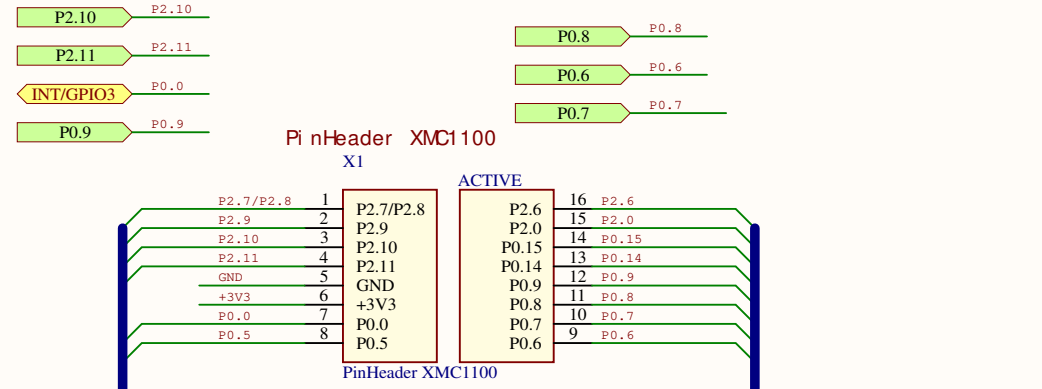 P2.10 P2.10
P2.11 P2.11
INT/GPIO3 P0.0
P0.9 P0.9
P0.8 P0.8
P0.6 P0.6
P0.7 P0.7
PinHeader XMC1100
X1
ACTIVE
P2.7/P2.8 1 P2.7/P2.8
P2.9 2 P2.9
P2.10 3 P2.10
P2.11 4 P2.11
GND 5 GND
+3V3 6 +3V3
P0.0 7 P0.0
P0.5 8 P0.5
P2.6 16 P2.6
P2.0 15 P2.0
P0.15 14 P0.15
P0.14 13 P0.14
P0.9 12 P0.9
P0.8 11 P0.8
P0.7 10 P0.7
P0.6 9 P0.6
PinHeader XMC1100